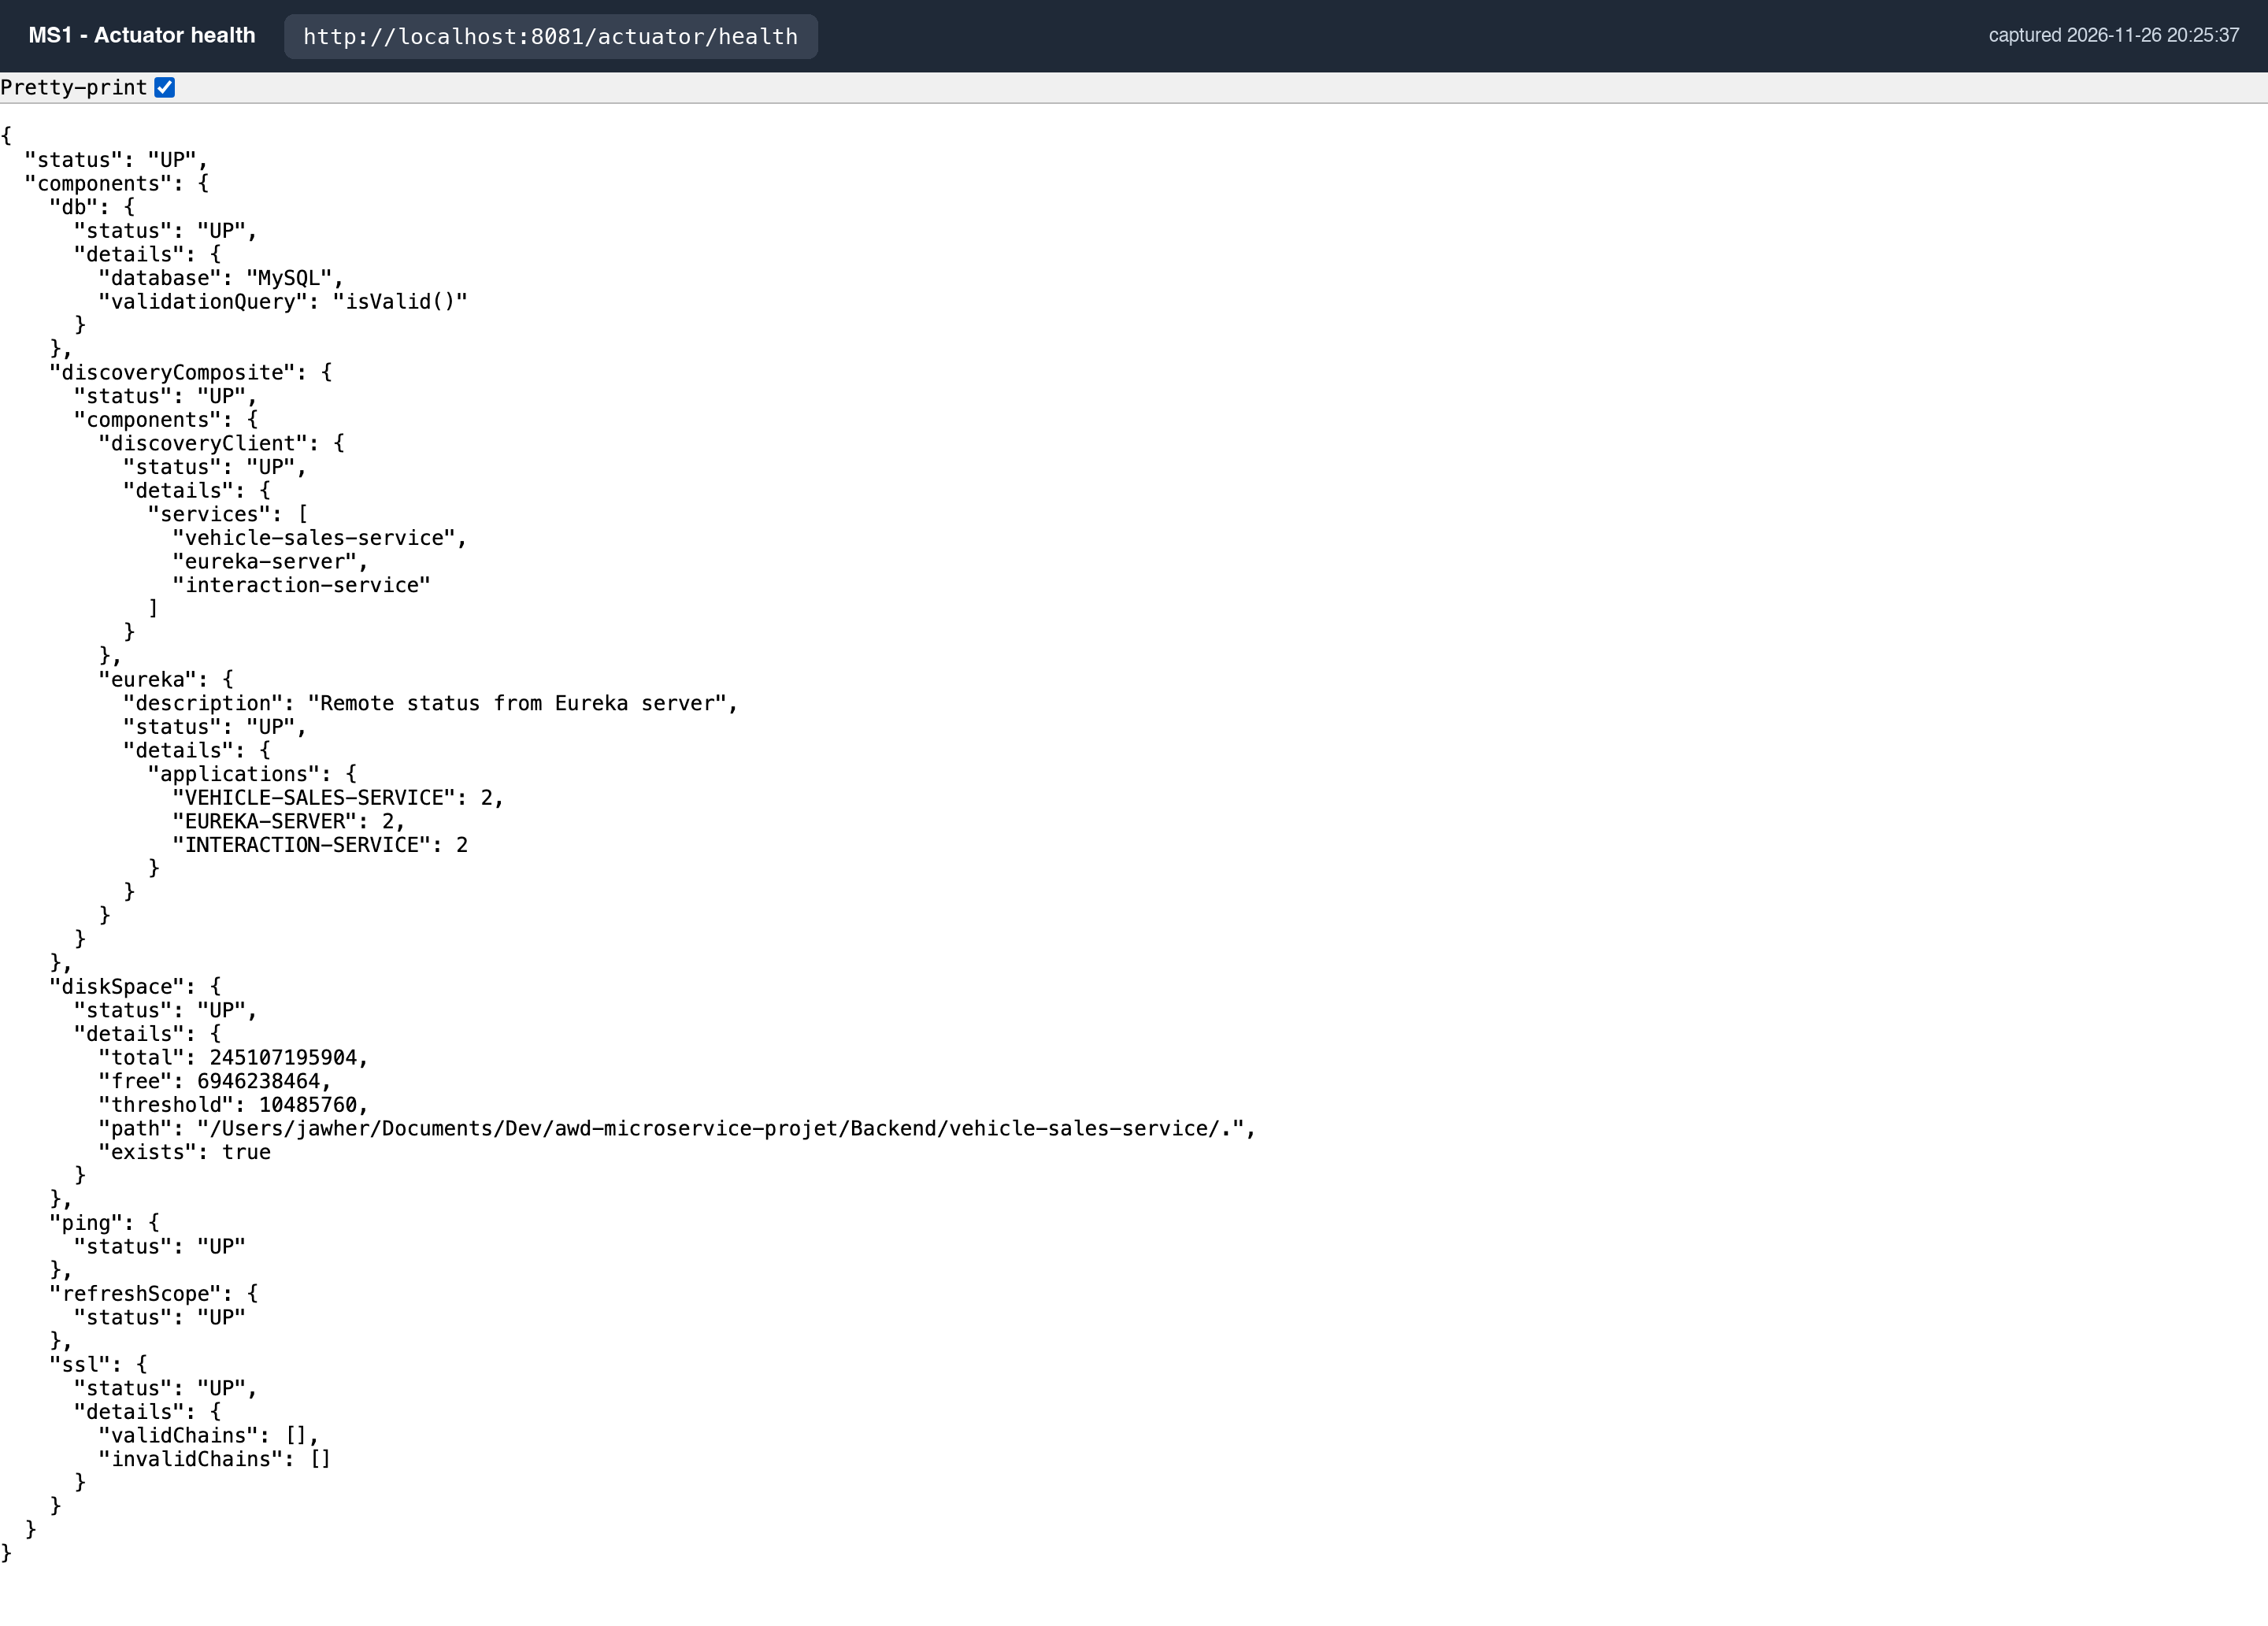 MS1 - Actuator health http://localhost:8081/actuator/health captured 2026-11-26 20:25:37
Pretty-print
{
  "status": "UP",
  "components": {
    "db": {
      "status": "UP",
      "details": {
        "database": "MySQL",
        "validationQuery": "isValid()"
      }
    },
    "discoveryComposite": {
      "status": "UP",
      "components": {
        "discoveryClient": {
          "status": "UP",
          "details": {
            "services": [
              "vehicle-sales-service",
              "eureka-server",
              "interaction-service"
            ]
          }
        },
        "eureka": {
          "description": "Remote status from Eureka server",
          "status": "UP",
          "details": {
            "applications": {
              "VEHICLE-SALES-SERVICE": 2,
              "EUREKA-SERVER": 2,
              "INTERACTION-SERVICE": 2
            }
          }
        }
      }
    },
    "diskSpace": {
      "status": "UP",
      "details": {
        "total": 245107195904,
        "free": 6946238464,
        "threshold": 10485760,
        "path": "/Users/jawher/Documents/Dev/awd-microservice-projet/Backend/vehicle-sales-service/.",
        "exists": true
      }
    },
    "ping": {
      "status": "UP"
    },
    "refreshScope": {
      "status": "UP"
    },
    "ssl": {
      "status": "UP",
      "details": {
        "validChains": [],
        "invalidChains": []
      }
    }
  }
}